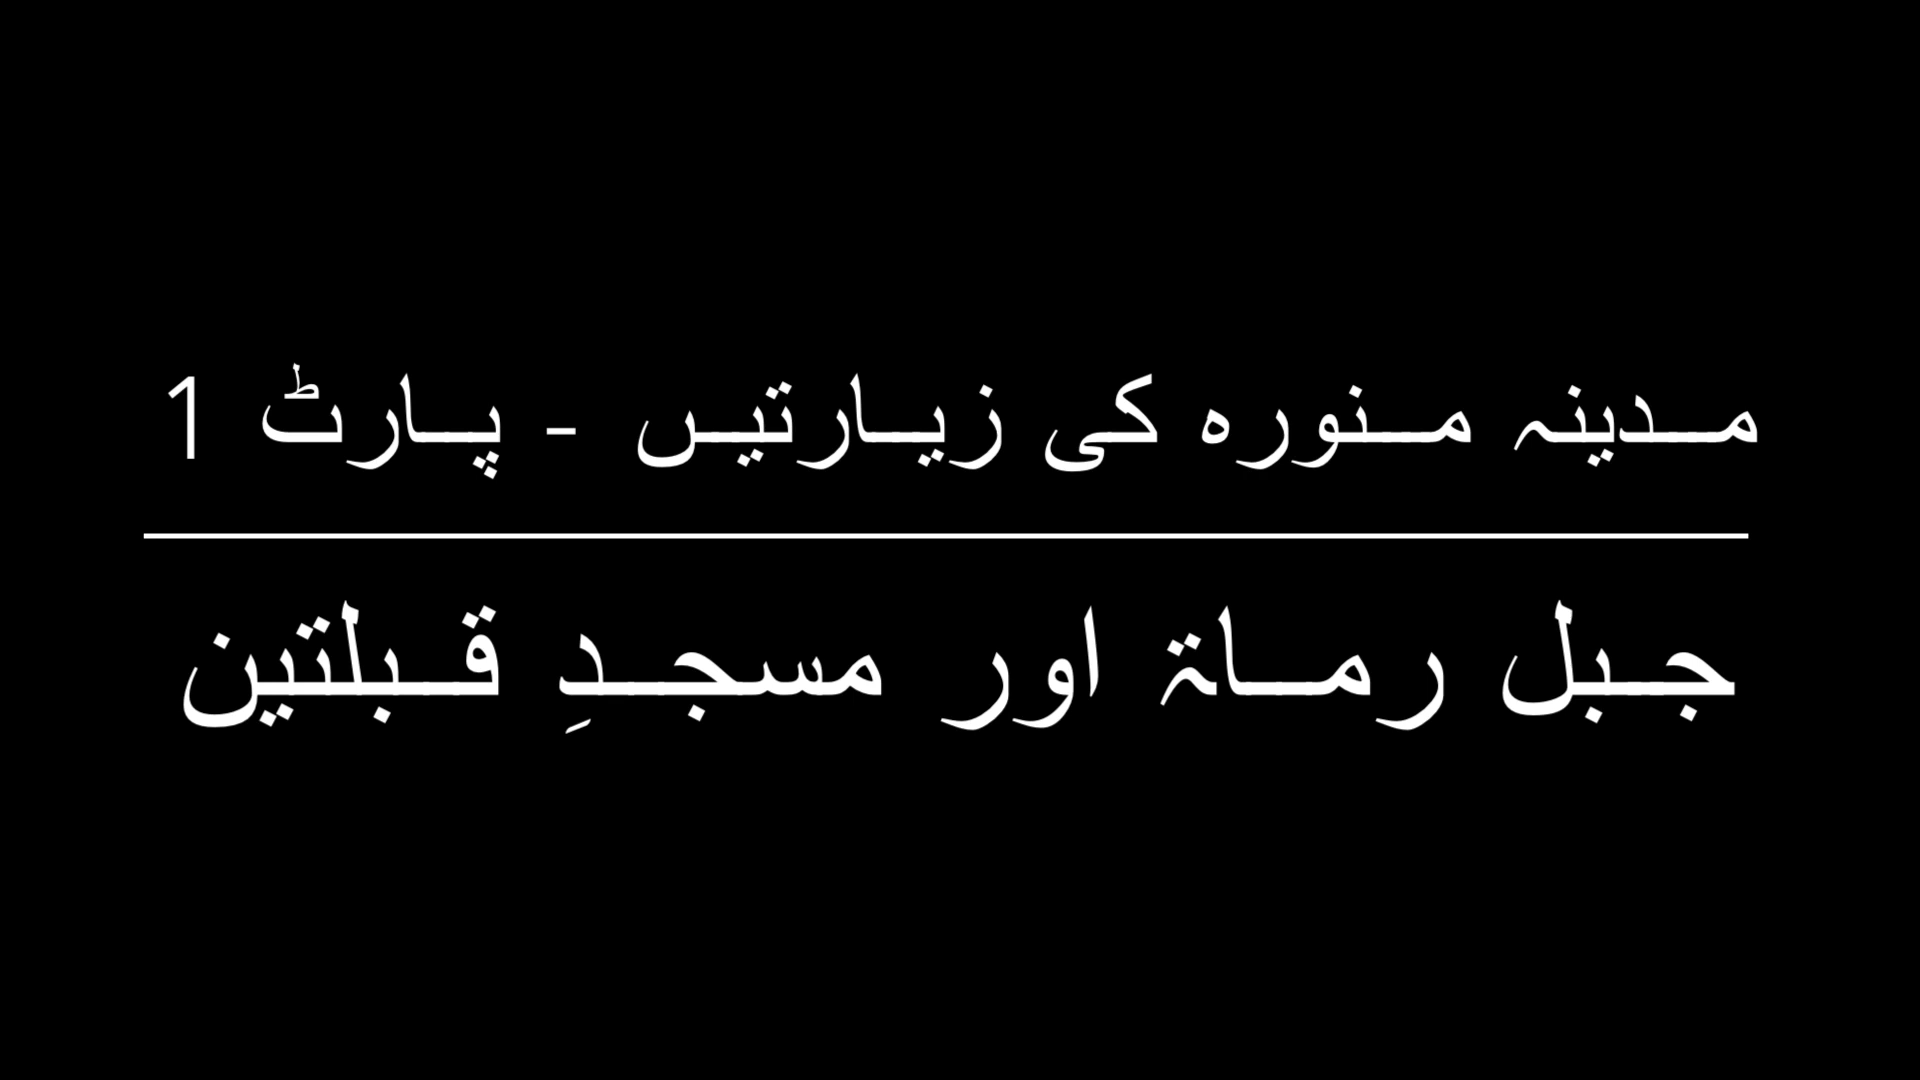 مدینہ منورہ کی زیارتیں - پارٹ 1
جبل رماۃ اور مسجدِ قبلتین